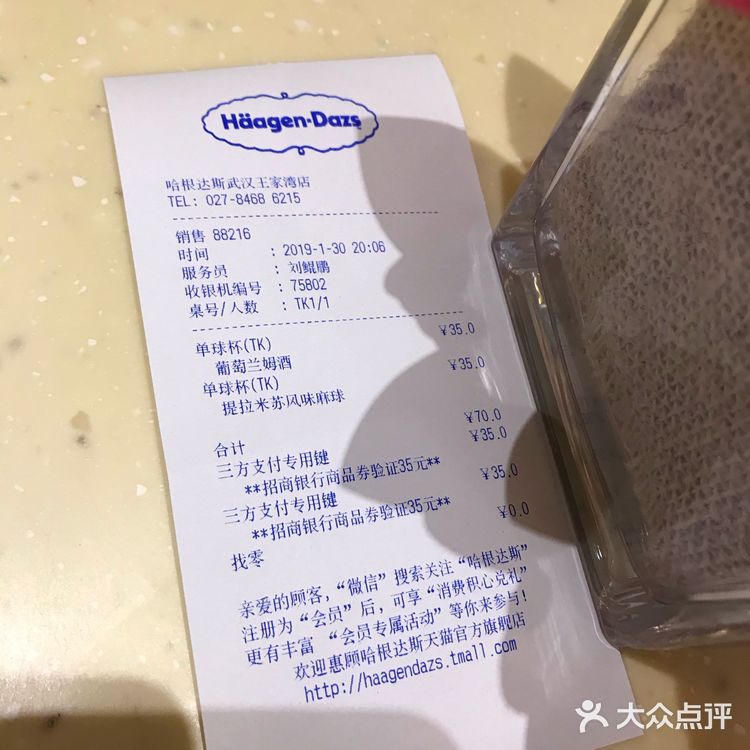 Häagen-Dazs
哈根达斯武汉王家湾店
TEL: 027-8468 6215
销售 88216
时间 : 2019-1-30 20:06
服务员 : 刘鲲鹏
收银机编号 : 75802
桌号/人数 : TK1/1
单球杯(TK) ¥35.0
葡萄兰姆酒
单球杯(TK) ¥35.0
提拉米苏风味麻球
合计 ¥70.0
三方支付专用键 ¥35.0
**招商银行商品券验证35元**
三方支付专用键 ¥35.0
**招商银行商品券验证35元**
找零 ¥0.0
亲爱的顾客，“微信”搜索关注“哈根达斯”
注册为“会员”后，可享“消费积心兑礼”
更有丰富 “会员专属活动”等你来参与！
欢迎惠顾哈根达斯天猫官方旗舰店
http://haagendazs.tmall.com
大众点评